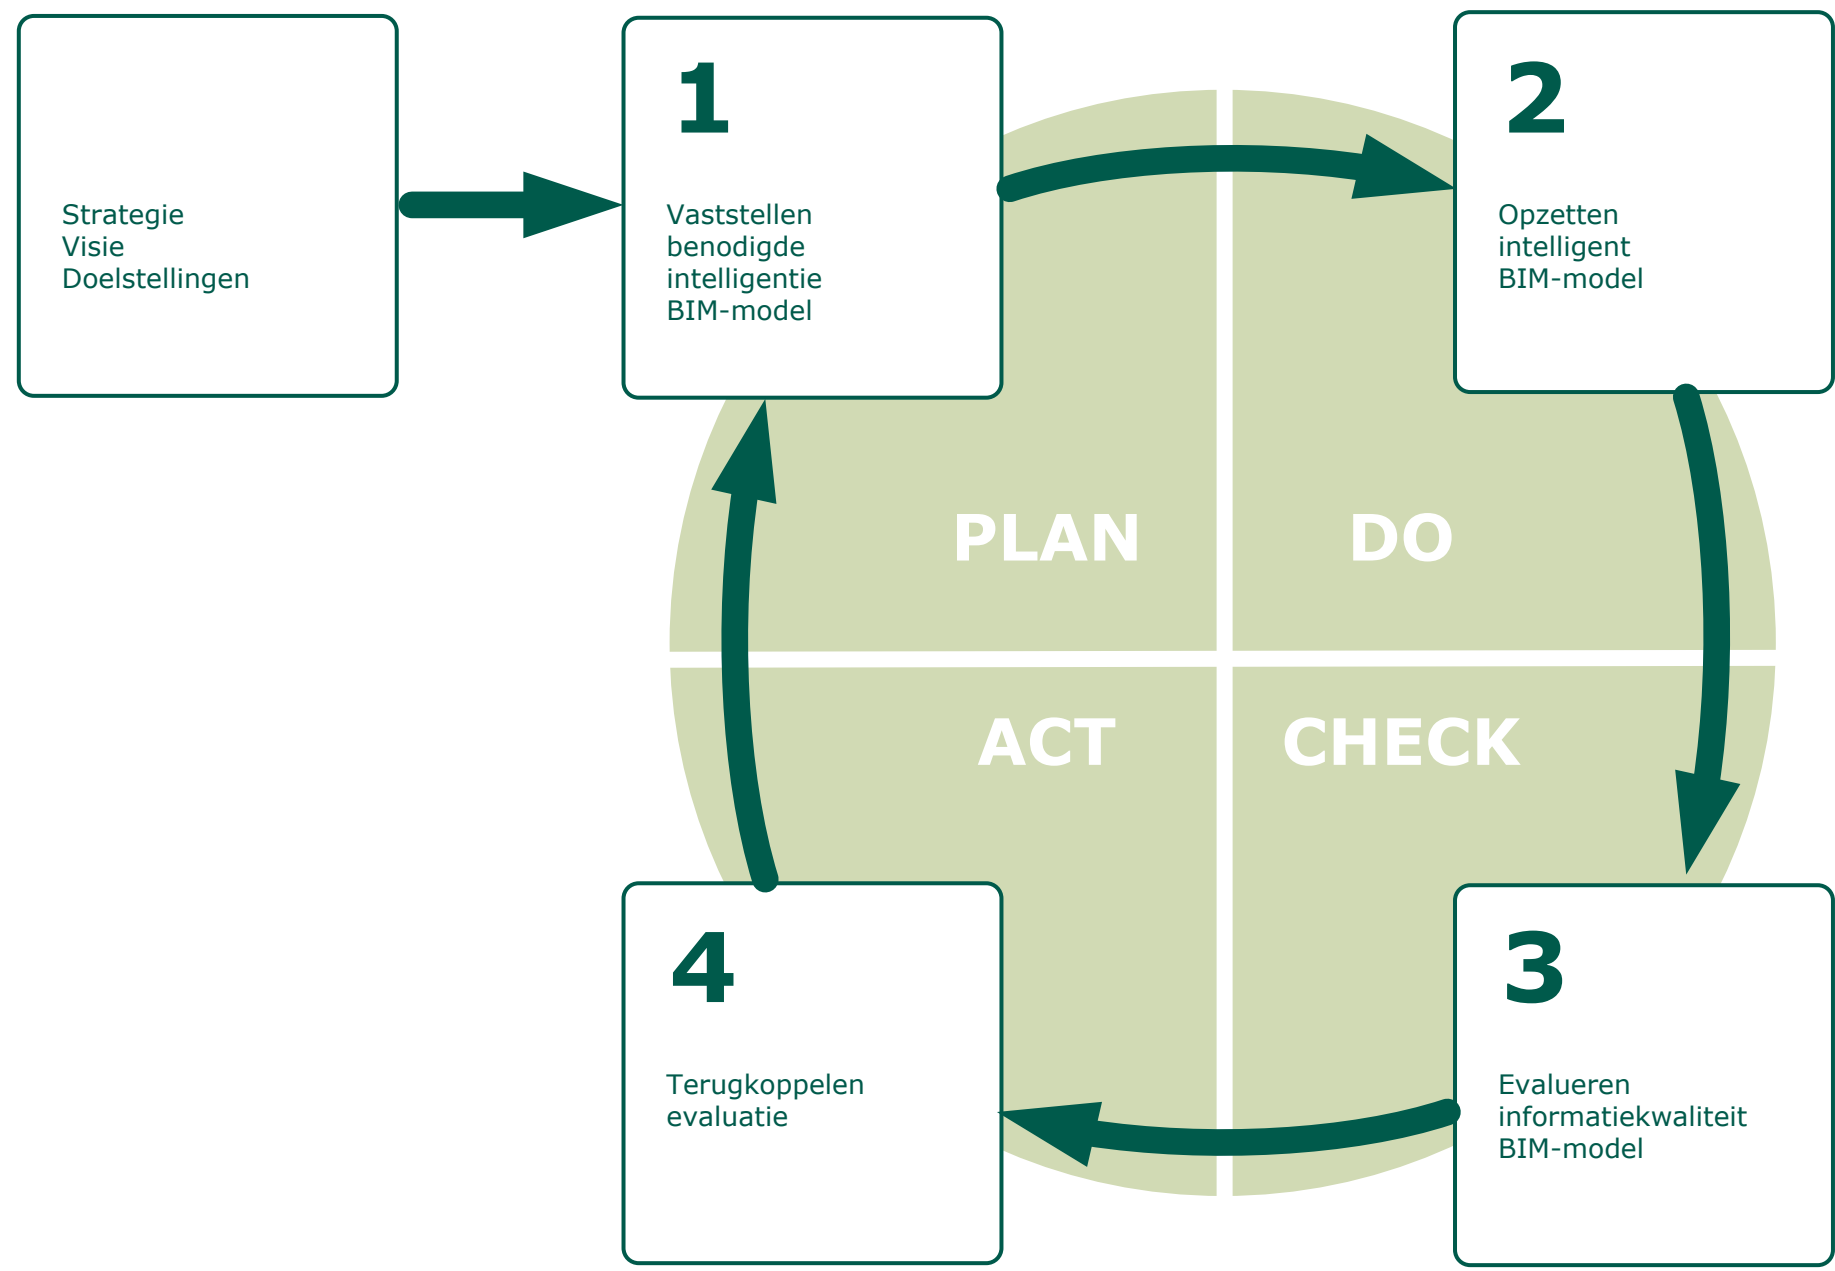 Strategie
Visie
Doelstellingen
1
Vaststellen
benodigde
intelligentie
BIM-model
2
Opzetten
intelligent
BIM-model
PLAN
DO
ACT
CHECK
4
Terugkoppelen
evaluatie
3
Evalueren
informatiekwaliteit
BIM-model